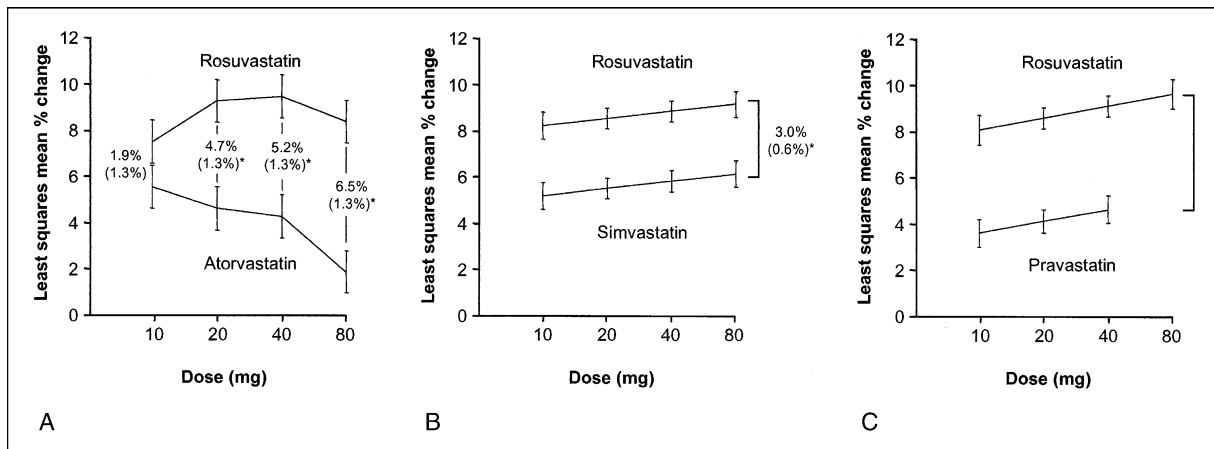 Least squares mean % change
12
10
8
6
4
2
0
Rosuvastatin
1.9%
(1.3%)
4.7%
(1.3%)*
5.2%
(1.3%)*
6.5%
(1.3%)*
Atorvastatin
10
20
40
80
Dose (mg)
A
Least squares mean % change
12
10
8
6
4
2
0
Rosuvastatin
3.0%
(0.6%)*
Simvastatin
10
20
40
80
Dose (mg)
B
Least squares mean % change
12
10
8
6
4
2
0
Rosuvastatin
Pravastatin
10
20
40
80
Dose (mg)
C